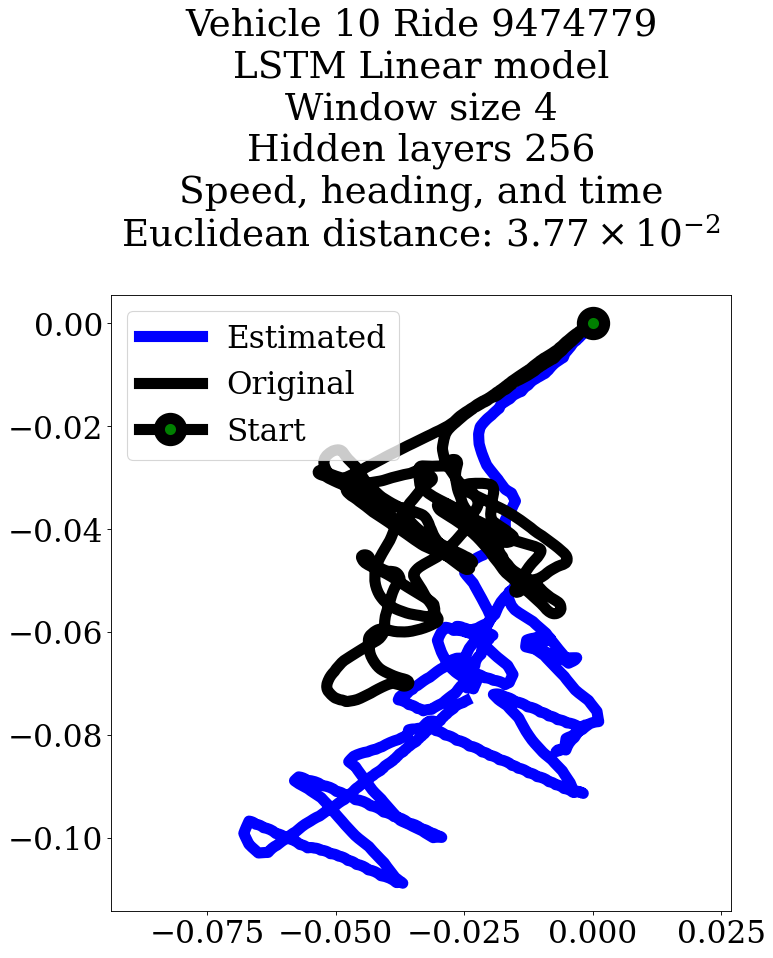 Vehicle 10 Ride 9474779
LSTM Linear model
Window size 4
Hidden layers 256
Speed, heading, and time
Euclidean distance: 3.77 × 10⁻²
Estimated
Original
Start
0.00
−0.02
−0.04
−0.06
−0.08
−0.10
−0.075
−0.050
−0.025
0.000
0.025